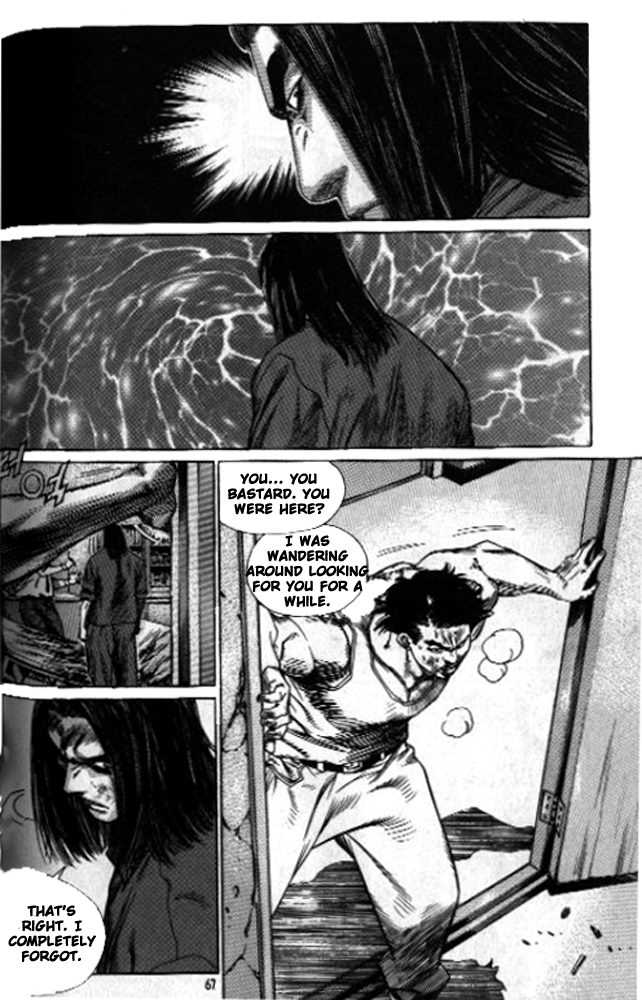 YOU... YOU
BASTARD. YOU
WERE HERE?
I WAS
WANDERING
AROUND LOOKING
FOR YOU FOR A
WHILE.
THAT'S
RIGHT. I
COMPLETELY
FORGOT.
67